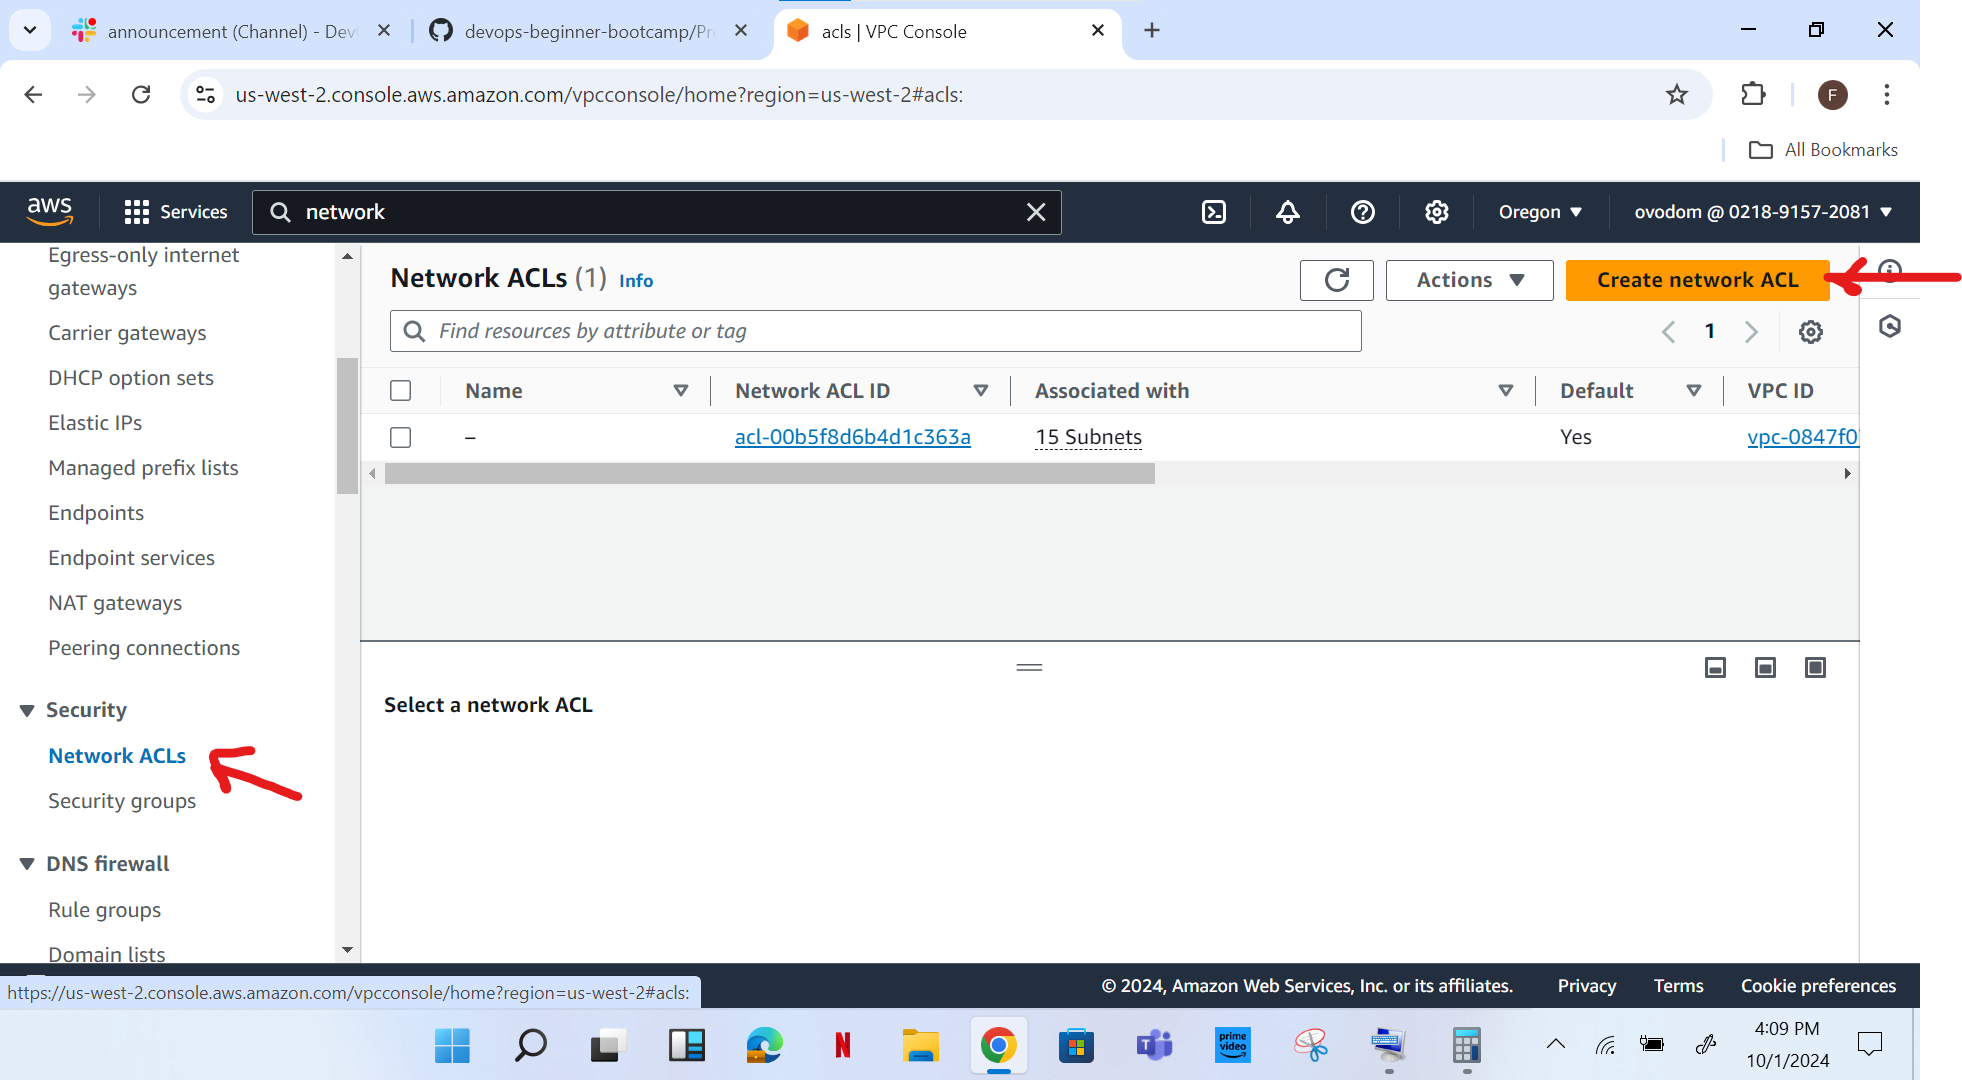 announcement (Channel) - Dev
devops-beginner-bootcamp/Pro
acls | VPC Console
us-west-2.console.aws.amazon.com/vpcconsole/home?region=us-west-2#acls:
F
All Bookmarks
aws
Services
network
Oregon
ovodom @ 0218-9157-2081
Egress-only internet
gateways
Carrier gateways
DHCP option sets
Elastic IPs
Managed prefix lists
Endpoints
Endpoint services
NAT gateways
Peering connections
Security
Network ACLs
Security groups
DNS firewall
Rule groups
Domain lists
Network ACLs (1) Info
Actions
Create network ACL
Find resources by attribute or tag
1
Name
Network ACL ID
Associated with
Default
VPC ID
–
acl-00b5f8d6b4d1c363a
15 Subnets
Yes
vpc-0847f0
Select a network ACL
https://us-west-2.console.aws.amazon.com/vpcconsole/home?region=us-west-2#acls:
© 2024, Amazon Web Services, Inc. or its affiliates.
Privacy
Terms
Cookie preferences
N
T
prime
video
4:09 PM
10/1/2024